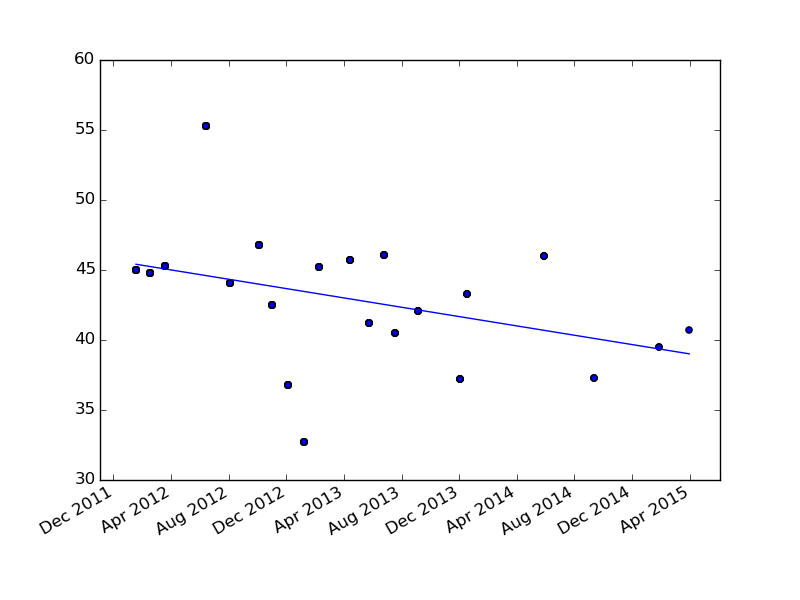 60
55
50
45
40
35
30
Dec 2011
Apr 2012
Aug 2012
Dec 2012
Apr 2013
Aug 2013
Dec 2013
Apr 2014
Aug 2014
Dec 2014
Apr 2015